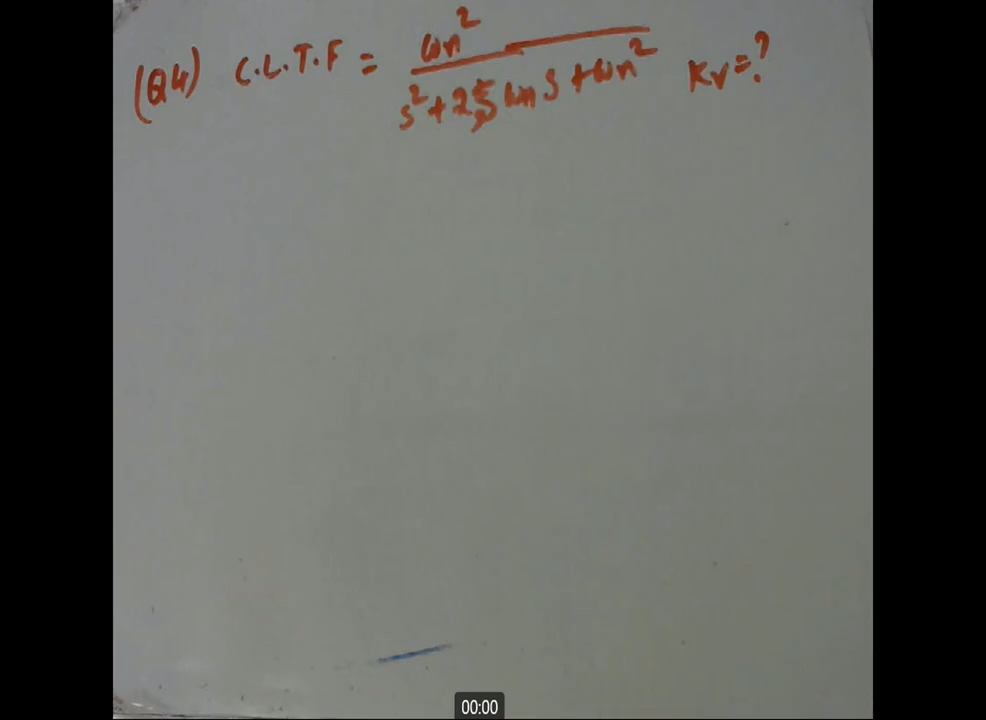 (Q4) C.L.T.F = ωn² / s² + 2ξωn s + ωn² Kv = ?
00:00